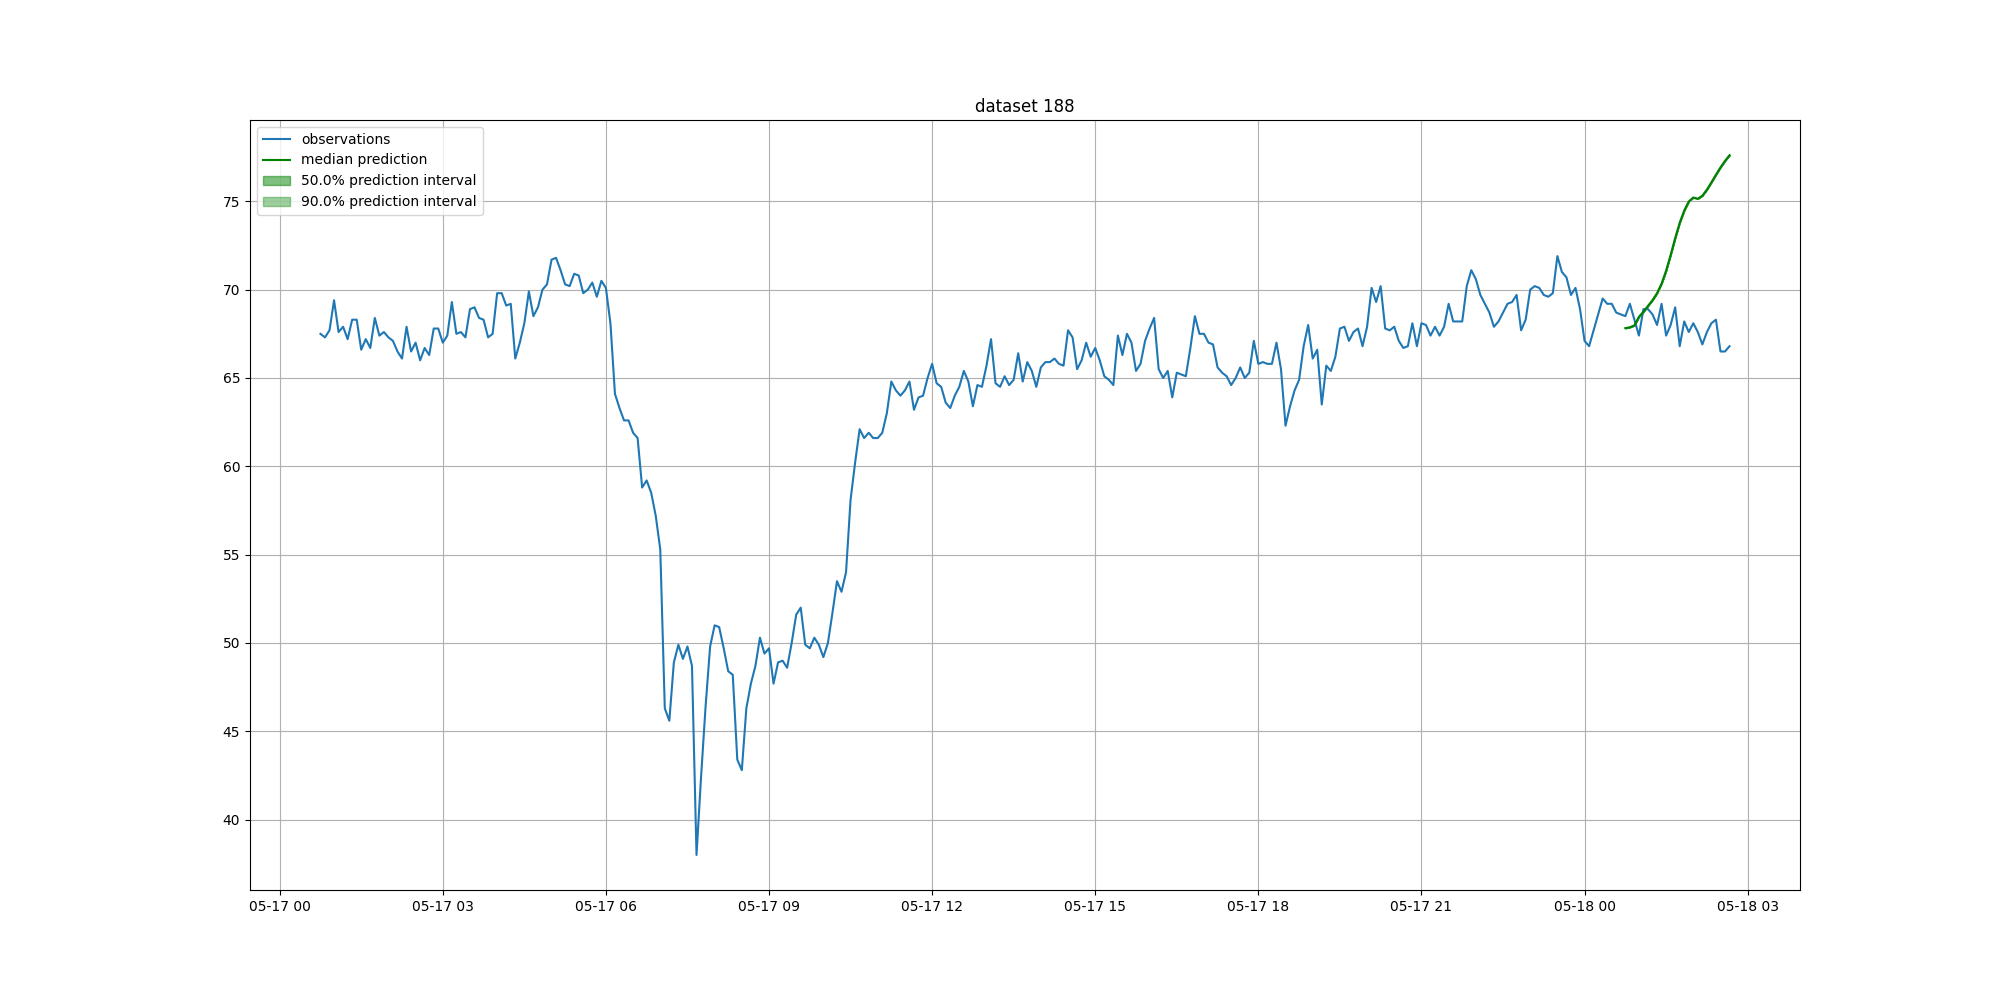 dataset 188
observations
median prediction
50.0% prediction interval
90.0% prediction interval
75
70
65
60
55
50
45
40
05-17 00 05-17 03 05-17 06 05-17 09 05-17 12 05-17 15 05-17 18 05-17 21 05-18 00 05-18 03